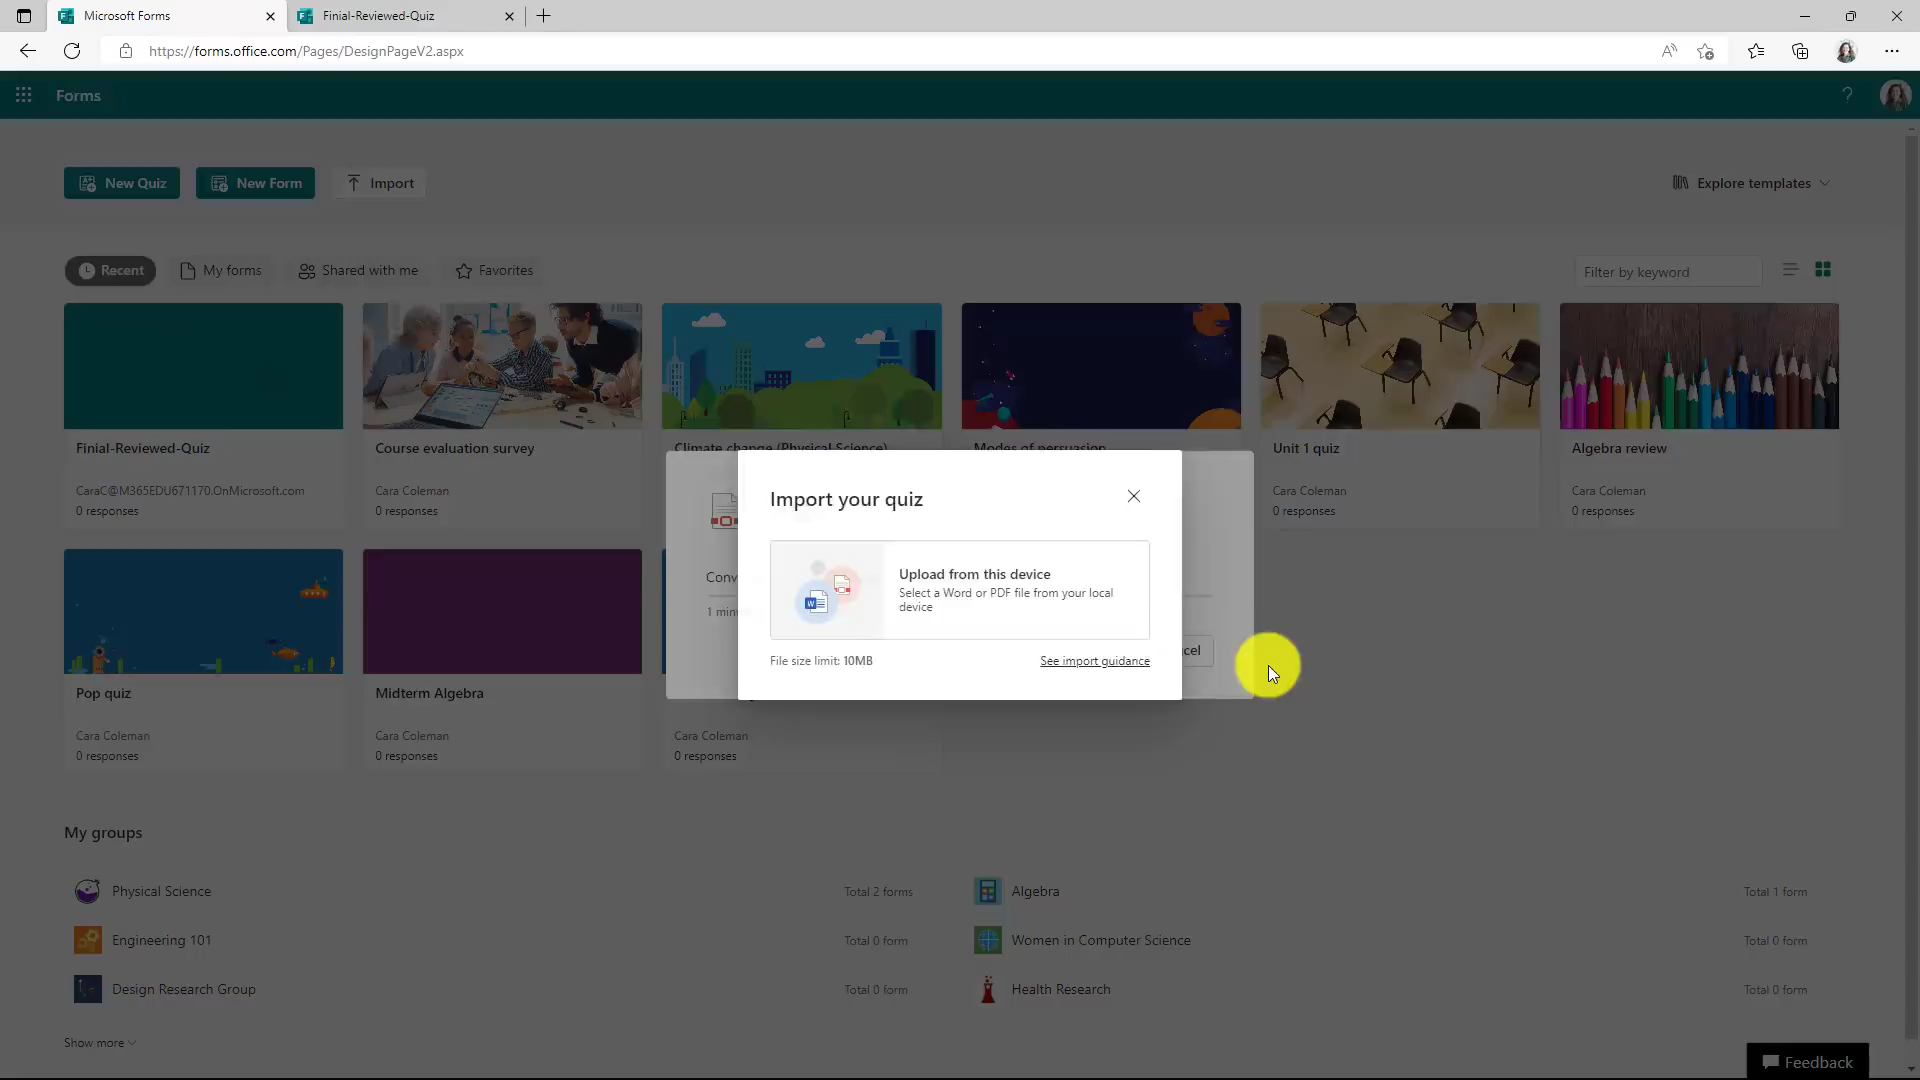 Microsoft Forms
Finial-Reviewed-Quiz
https://forms.office.com/Pages/DesignPageV2.aspx
Forms
?
New Quiz
New Form
Import
Explore templates
Recent
My forms
Shared with me
Favorites
Filter by keyword
Finial-Reviewed-Quiz
CaraC@M365EDU671170.OnMicrosoft.com
0 responses
Course evaluation survey
Cara Coleman
0 responses
Climate change (Physical Science)
Modes of persuasion
Unit 1 quiz
Cara Coleman
0 responses
Algebra review
Cara Coleman
0 responses
Import your quiz
Upload from this device
Select a Word or PDF file from your local
device
File size limit: 10MB
See import guidance
Pop quiz
Cara Coleman
0 responses
Midterm Algebra
Cara Coleman
0 responses
Cara Coleman
0 responses
My groups
Physical Science
Total 2 forms
Algebra
Total 1 form
Engineering 101
Total 0 form
Women in Computer Science
Total 0 form
Design Research Group
Total 0 form
Health Research
Total 0 form
Show more
Feedback